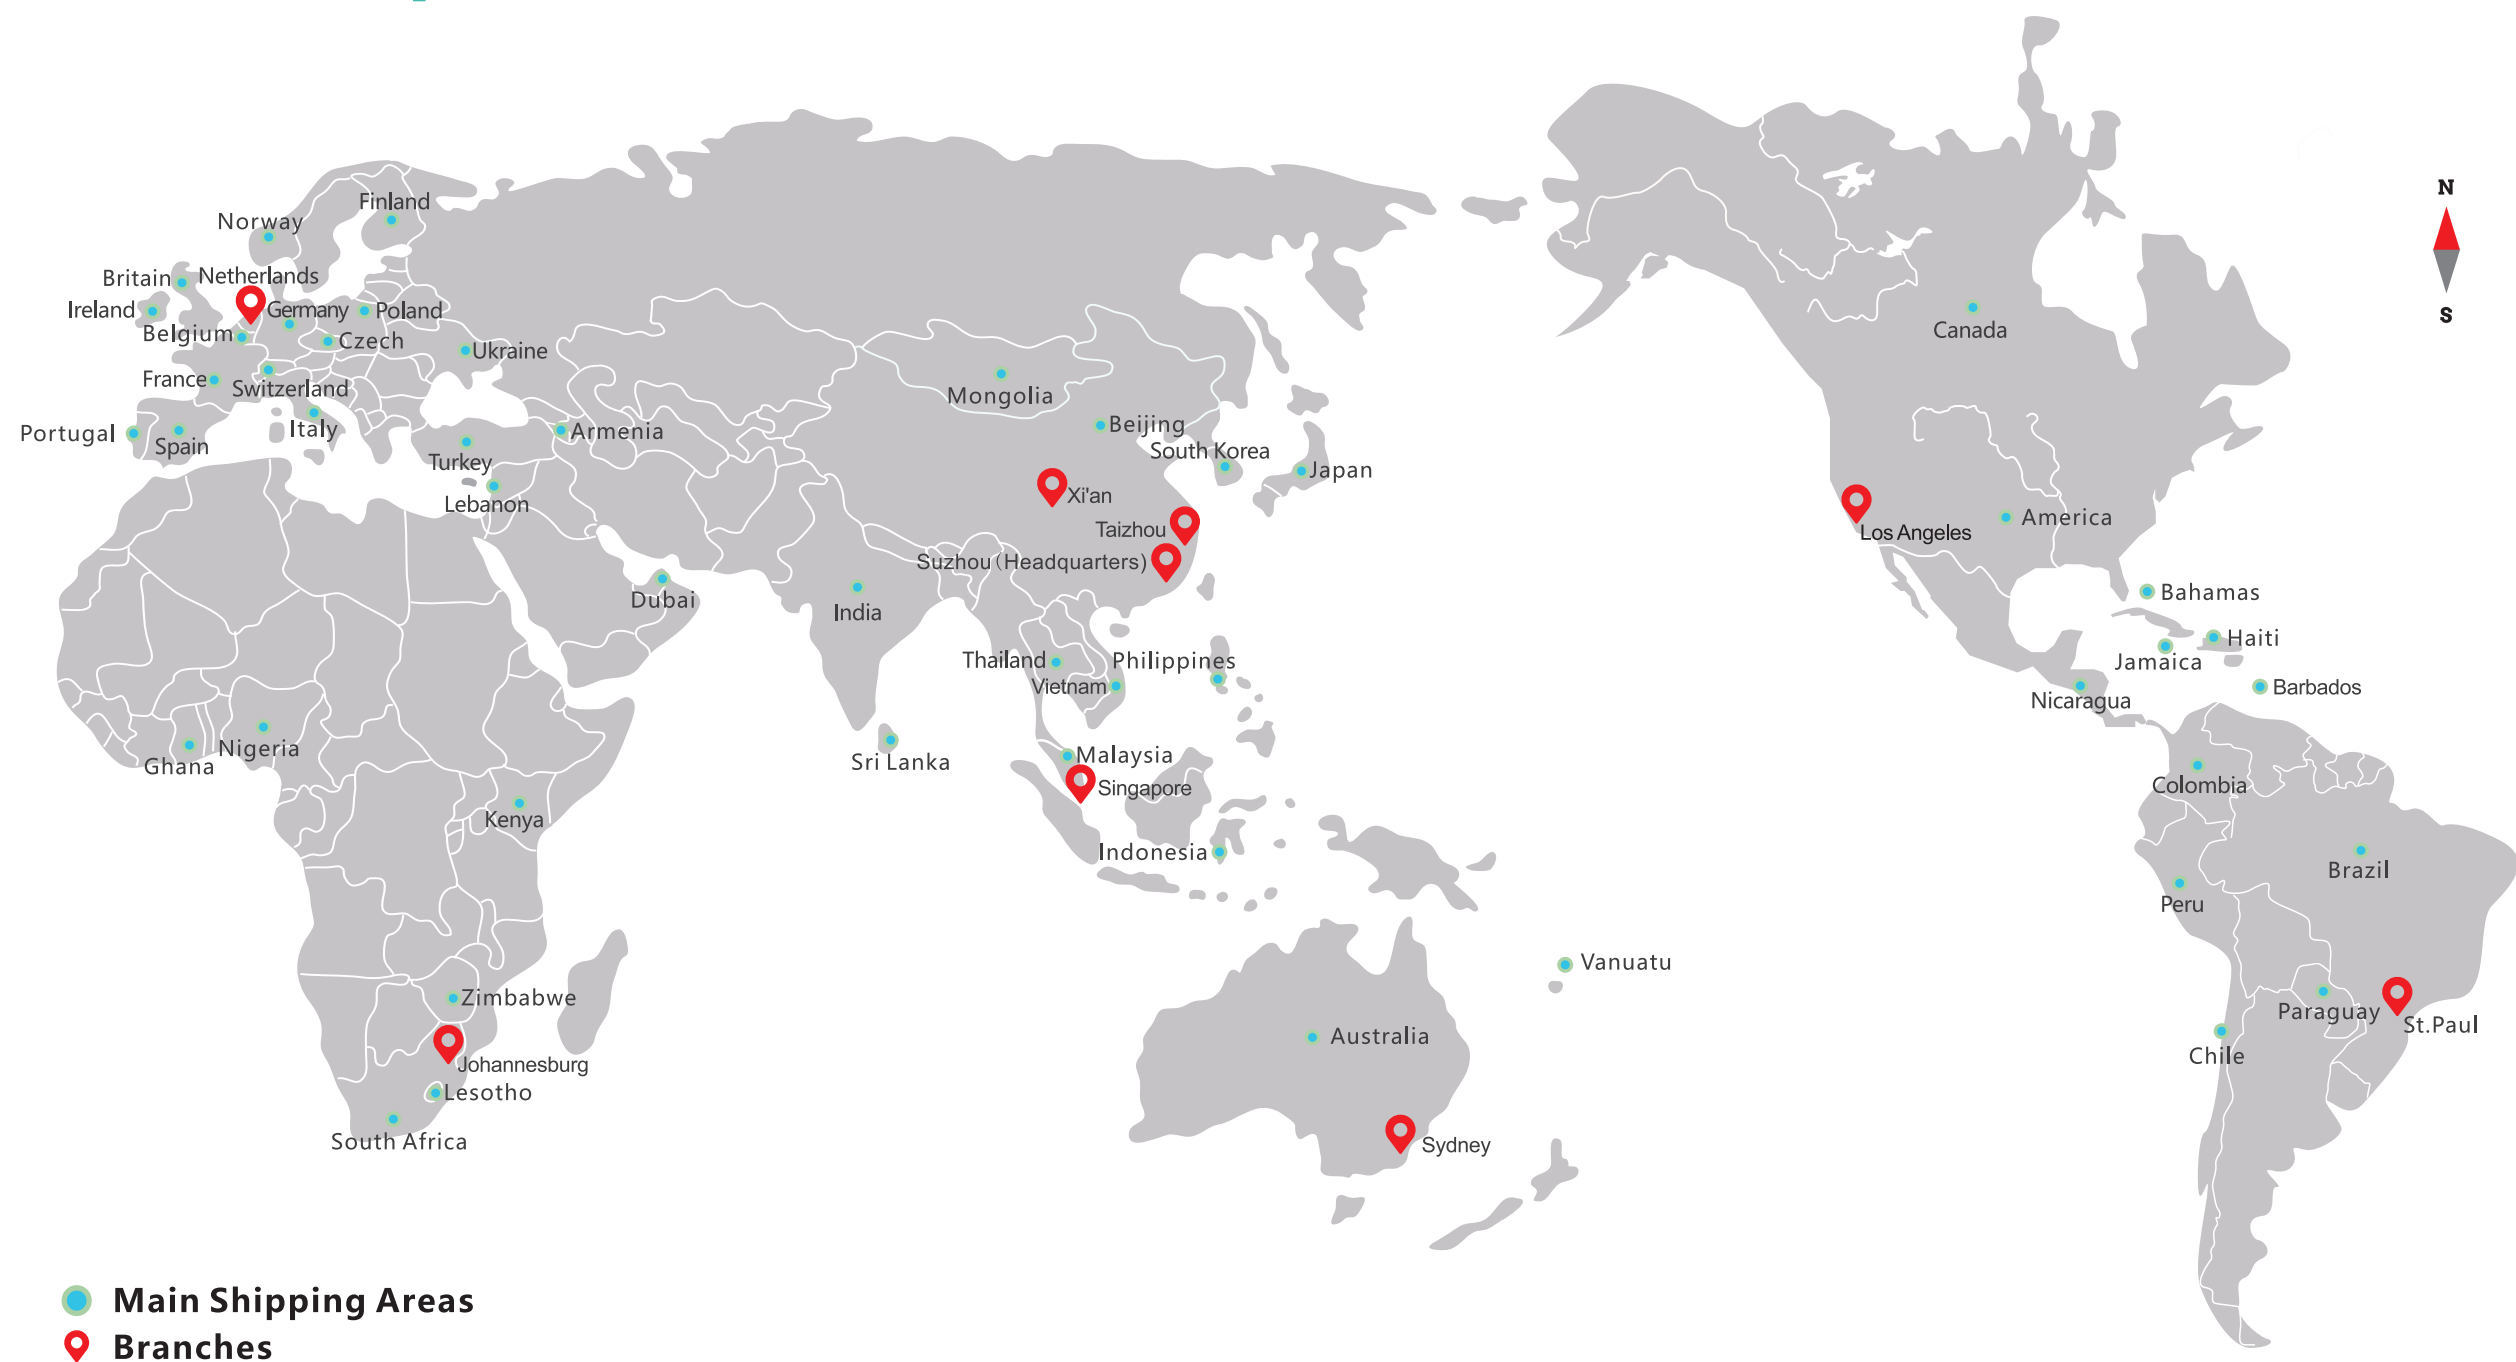 N
S
Finland
Norway
Britain
Netherlands
Ireland
Germany
Poland
Belgium
Czech
Ukraine
France
Switzerland
Portugal
Spain
Italy
Turkey
Armenia
Lebanon
Mongolia
Beijing
South Korea
Japan
Xi'an
Taizhou
Suzhou(Headquarters)
Dubai
India
Thailand
Philippines
Vietnam
Sri Lanka
Malaysia
Singapore
Indonesia
Ghana
Nigeria
Kenya
Zimbabwe
Johannesburg
Lesotho
South Africa
Vanuatu
Australia
Sydney
Canada
Los Angeles
America
Bahamas
Haiti
Jamaica
Barbados
Nicaragua
Colombia
Brazil
Peru
Paraguay
St.Paul
Chile
Main Shipping Areas
Branches